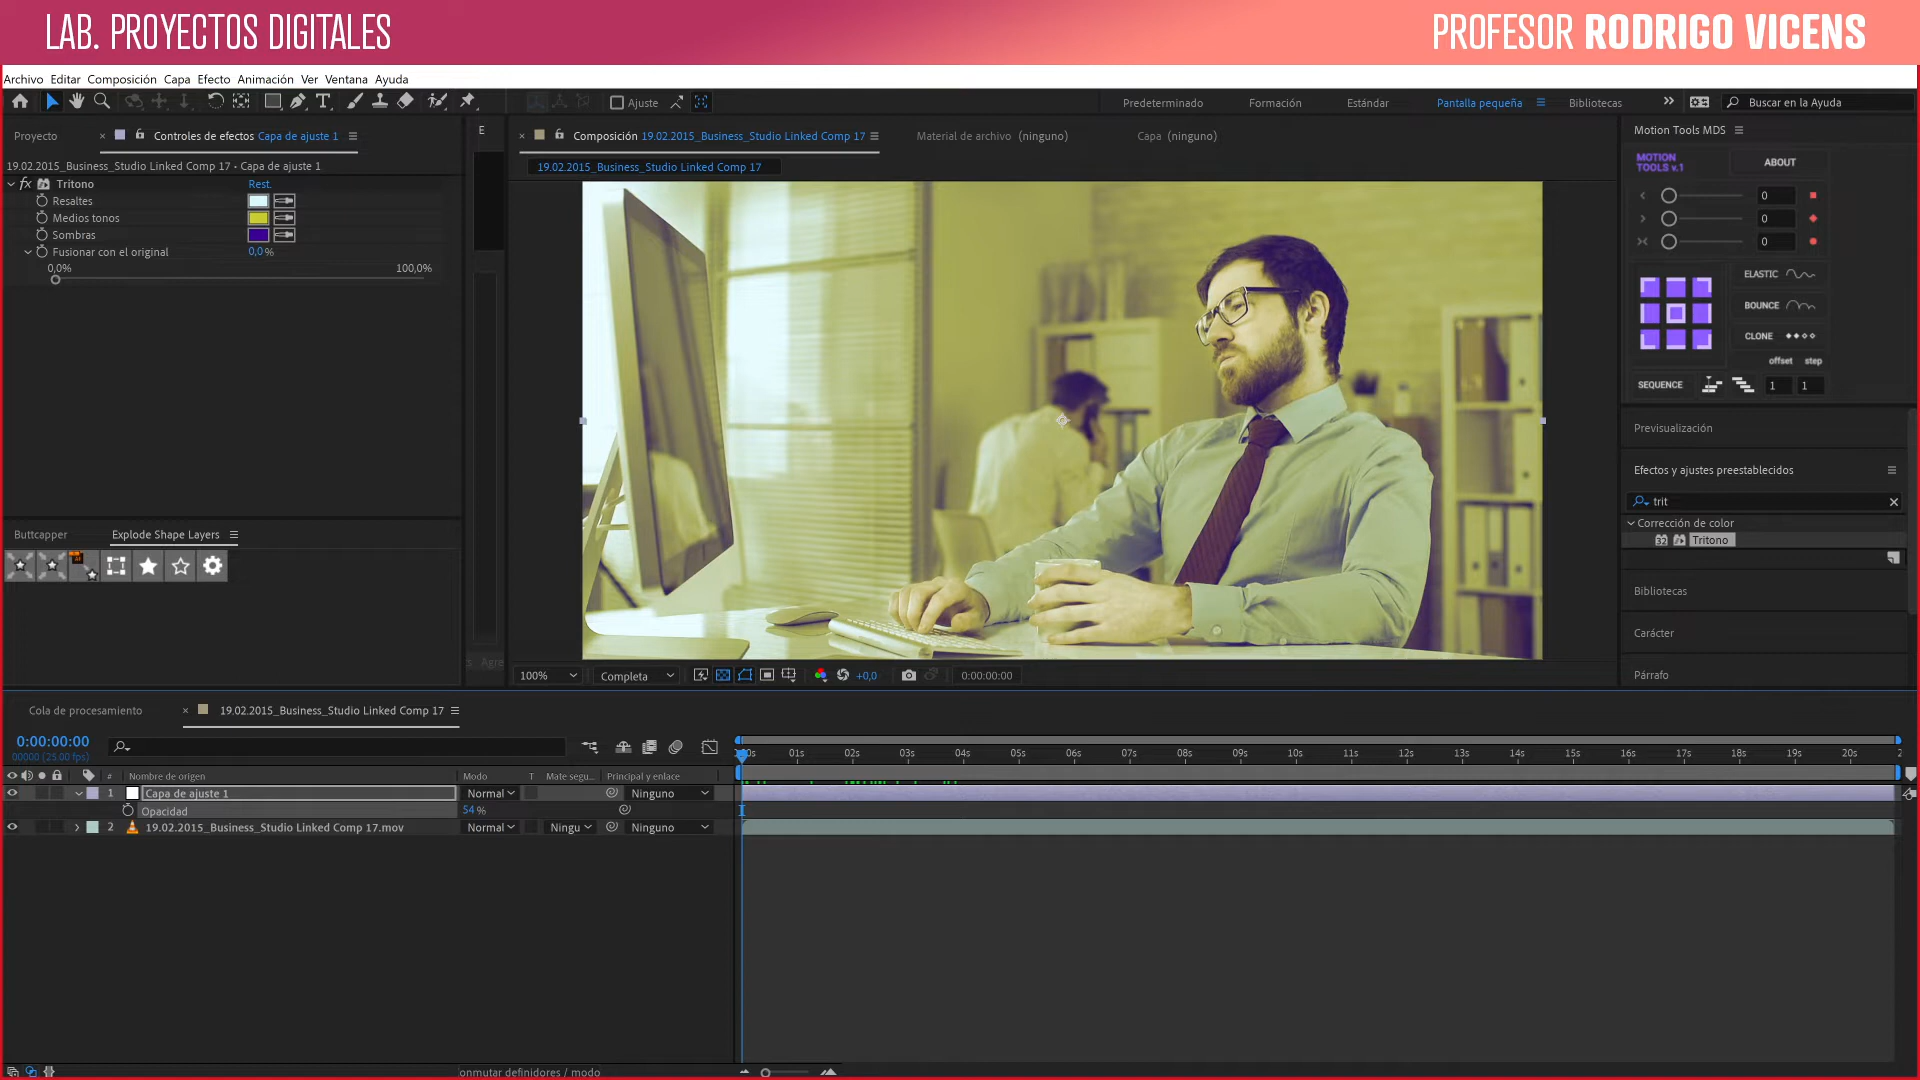 LAB. PROYECTOS DIGITALES
PROFESOR RODRIGO VICENS
Archivo Editar Composición Capa Efecto Animación Ver Ventana Ayuda
Ajuste
Predeterminado Formación Estándar Pantalla pequeña Bibliotecas
Buscar en la Ayuda
Proyecto
Controles de efectos Capa de ajuste 1
E
Composición 19.02.2015_Business_Studio Linked Comp 17
Material de archivo (ninguno)
Capa (ninguno)
Motion Tools MDS
19.02.2015_Business_Studio Linked Comp 17 • Capa de ajuste 1
19.02.2015_Business_Studio Linked Comp 17
MOTION
TOOLS v.1
ABOUT
fx Tritono Rest.
Resaltes
Medios tonos
Sombras
Fusionar con el original 0,0 %
0,0% 100,0%
0
0
0
ELASTIC
BOUNCE
CLONE
offset step
SEQUENCE 1 1
Previsualización
Efectos y ajustes preestablecidos
trit
Corrección de color
32 Tritono
Bibliotecas
Carácter
Párrafo
Buttcapper
Explode Shape Layers
Ai
s Agre
100% Completa +0,0 0:00:00:00
Cola de procesamiento
19.02.2015_Business_Studio Linked Comp 17
0:00:00:00
00000 (25.00 fps)
00s 01s 02s 03s 04s 05s 06s 07s 08s 09s 10s 11s 12s 13s 14s 15s 16s 17s 18s 19s 20s 2
# Nombre de origen Modo T Mate segu... Principal y enlace
1 Capa de ajuste 1 Normal Ninguno
Opacidad 54 %
2 19.02.2015_Business_Studio Linked Comp 17.mov Normal Ningu Ninguno
onmutar definidores / modo